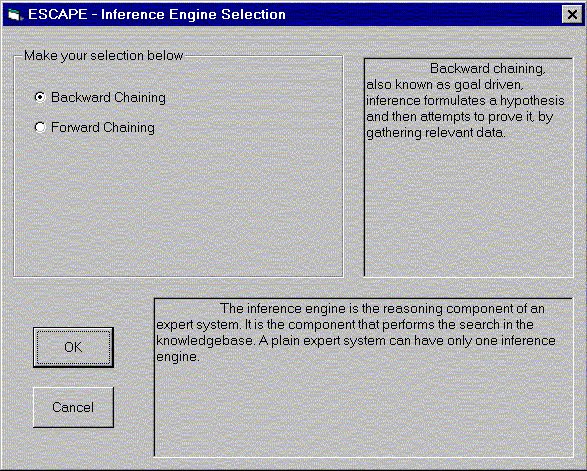 ESCAPE - Inference Engine Selection
Make your selection below
Backward Chaining
Forward Chaining
Backward chaining,
also known as goal driven,
inference formulates a hypothesis
and then attempts to prove it, by
gathering relevant data.
OK
Cancel
The inference engine is the reasoning component of an
expert system. It is the component that performs the search in the
knowledgebase. A plain expert system can have only one inference
engine.